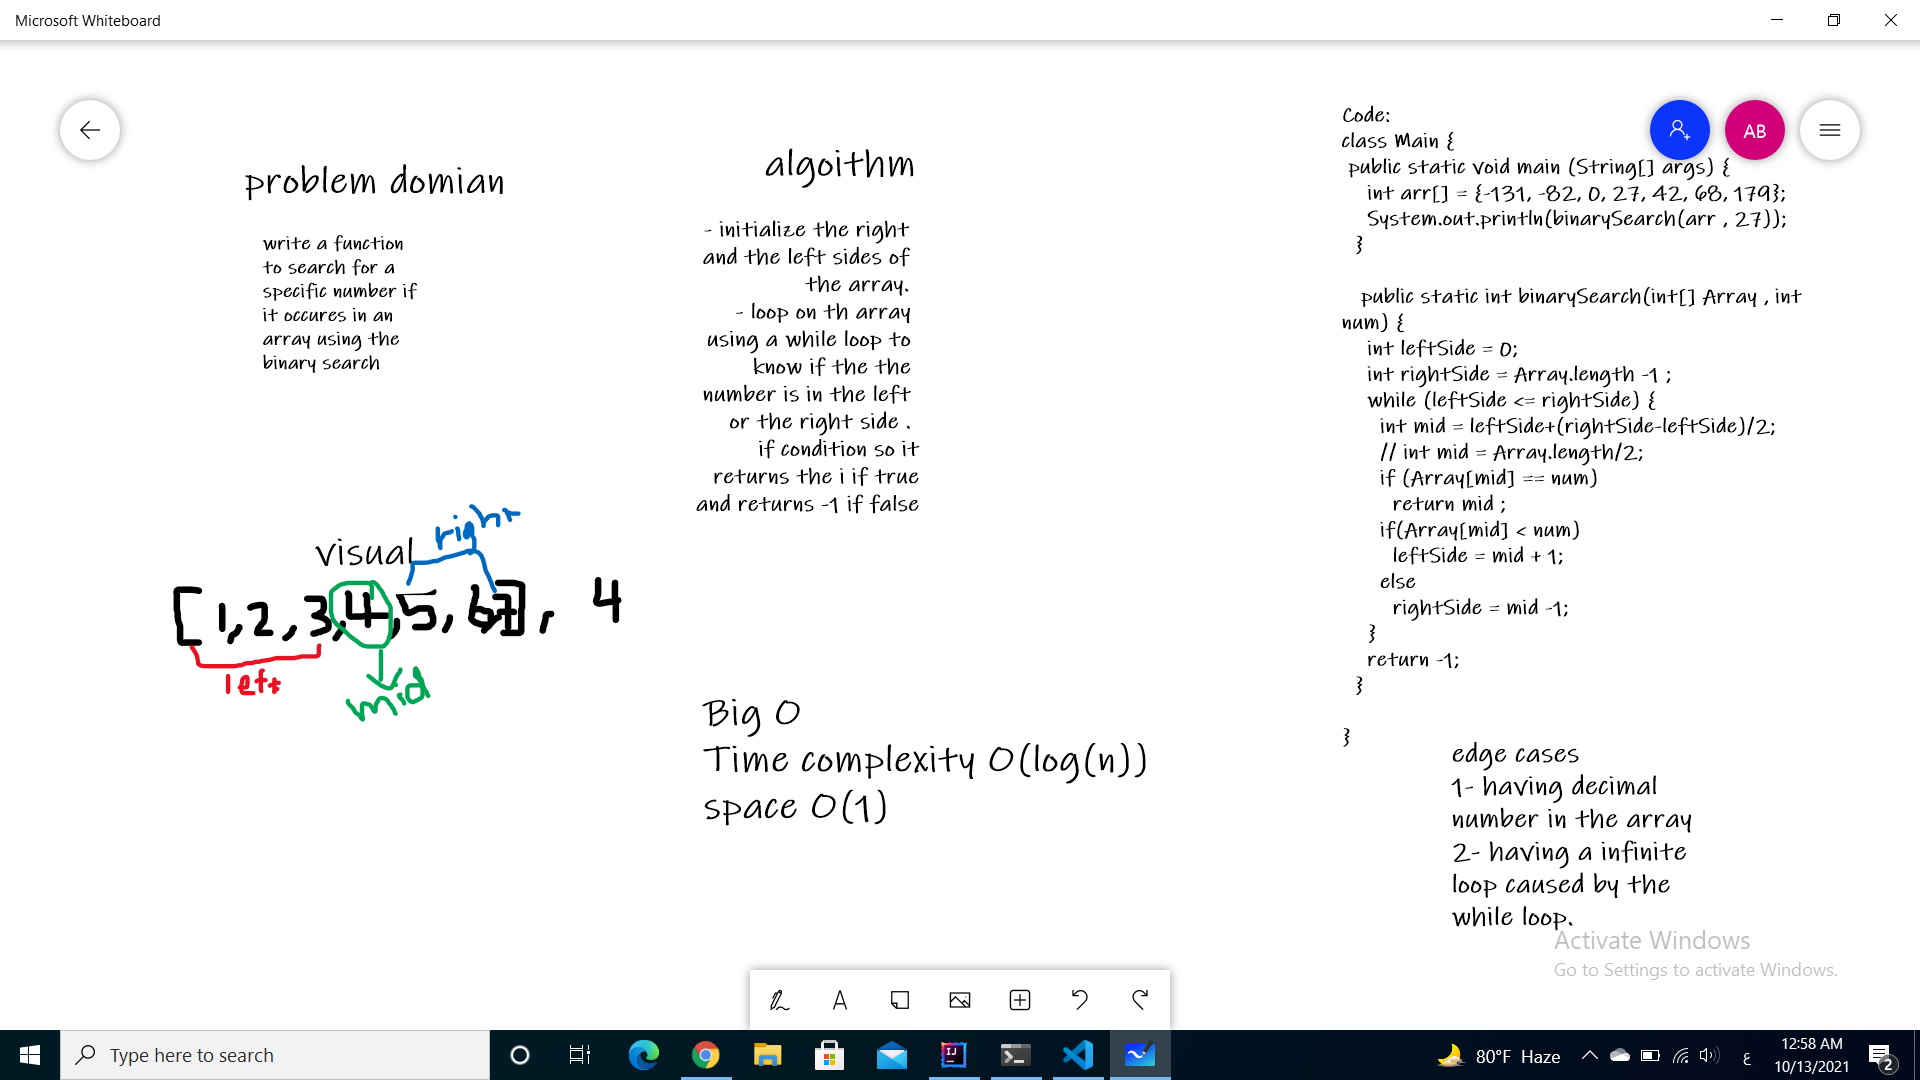 Microsoft Whiteboard
problem domian
write a function
to search for a
specific number if
it occures in an
array using the
binary search
visual
right
[1,2,3,4,5,6,7], 4
left
mid
algoithm
- initialize the right
and the left sides of
the array.
- loop on th array
using a while loop to
know if the the
number is in the left
or the right side .
if condition so it
returns the i if true
and returns -1 if false
Big O
Time complexity O(log(n))
space O(1)
Code:
class Main {
public static void main (String[] args) {
int arr[] = {-131, -82, 0, 27, 42, 68, 179};
System.out.println(binarySearch(arr , 27));
}
public static int binarySearch(int[] Array , int
num) {
int leftSide = 0;
int rightSide = Array.length -1 ;
while (leftSide <= rightSide) {
int mid = leftSide+(rightSide-leftSide)/2;
// int mid = Array.length/2;
if (Array[mid] == num)
return mid ;
if(Array[mid] < num)
leftSide = mid + 1;
else
rightSide = mid -1;
}
return -1;
}
}
edge cases
1- having decimal
number in the array
2- having a infinite
loop caused by the
while loop.
AB
Activate Windows
Go to Settings to activate Windows.
Type here to search
IJ
80°F Haze
ع
12:58 AM
10/13/2021
2